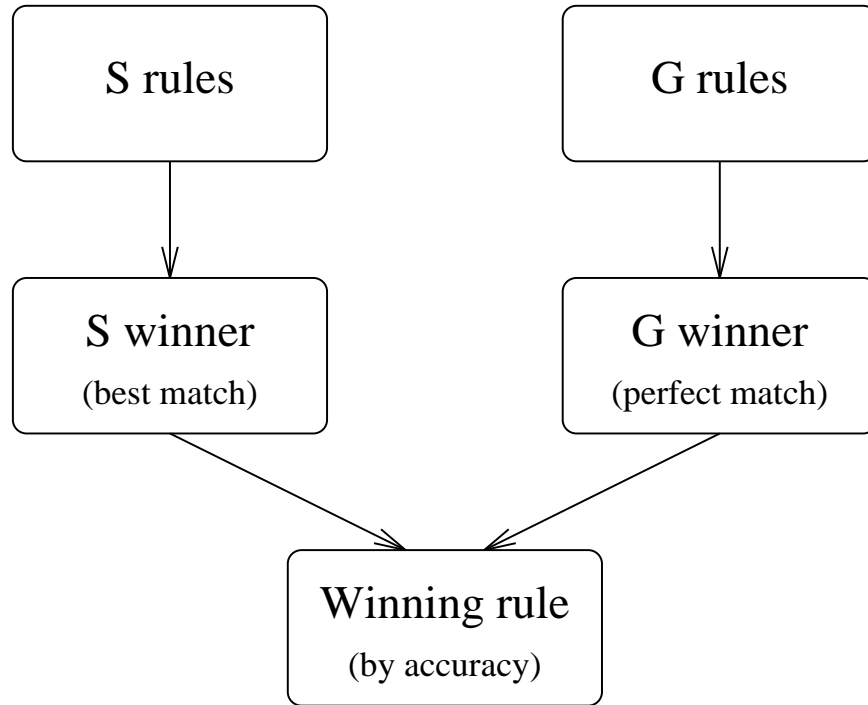 S rules
G rules
S winner
(best match)
G winner
(perfect match)
Winning rule
(by accuracy)